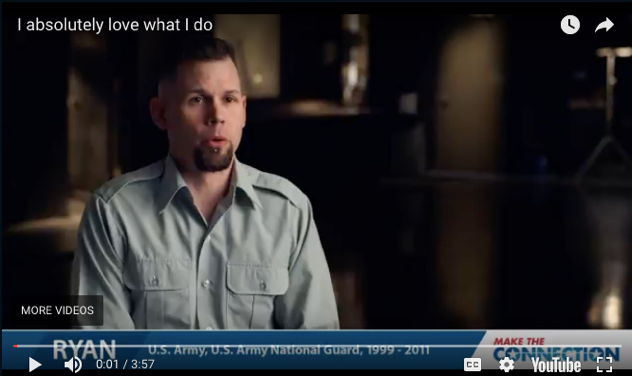 I absolutely love what I do
MORE VIDEOS
RYAN
U.S. Army, U.S. Army National Guard, 1999 - 2011
MAKE THE
CONNECTION
0:01 / 3:57
CC
YouTube